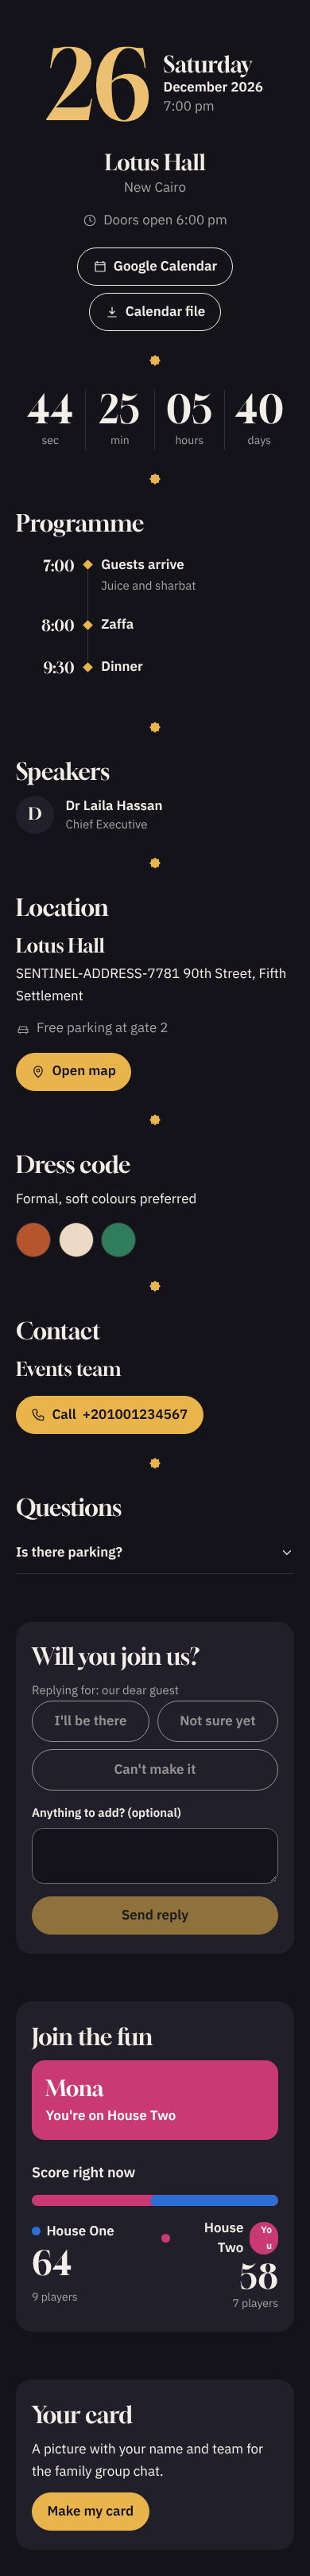 26
Saturday
December 2026
7:00 pm
Lotus Hall
New Cairo
Doors open 6:00 pm
Google Calendar
Calendar file
44 25 05 40
sec min hours days
Programme
7:00 Guests arrive
Juice and sharbat
8:00 Zaffa
9:30 Dinner
Speakers
D
Dr Laila Hassan
Chief Executive
Location
Lotus Hall
SENTINEL-ADDRESS-7781 90th Street, Fifth
Settlement
Free parking at gate 2
Open map
Dress code
Formal, soft colours preferred
Contact
Events team
Call +201001234567
Questions
Is there parking?
Will you join us?
Replying for: our dear guest
I'll be there
Not sure yet
Can't make it
Anything to add? (optional)
Send reply
Join the fun
Mona
You're on House Two
Score right now
House One
64
9 players
House
Two
Yo
u
58
7 players
Your card
A picture with your name and team for
the family group chat.
Make my card